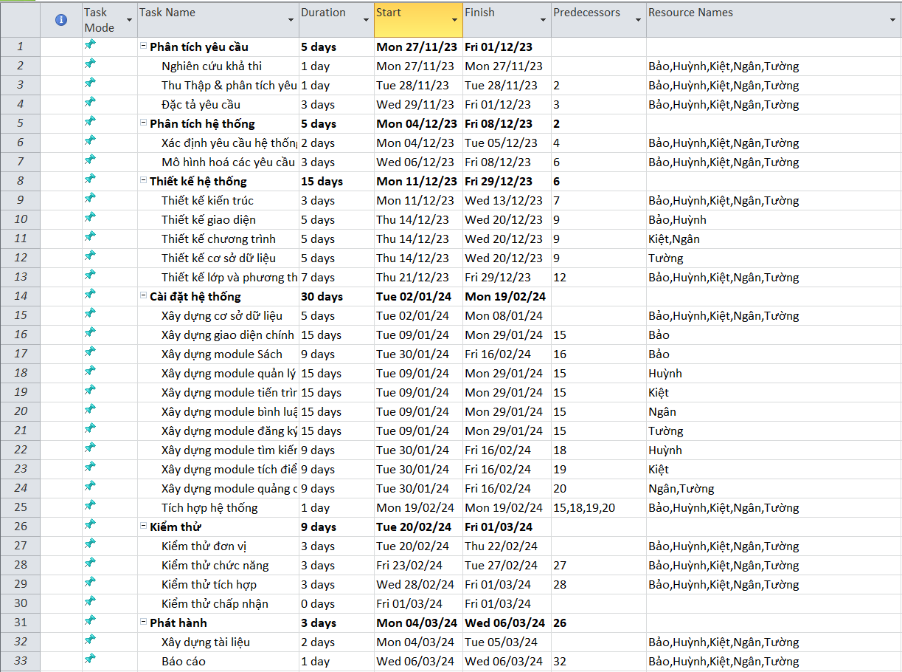 Task Mode Task Name Duration Start Finish Predecessors Resource Names
1 Phân tích yêu cầu 5 days Mon 27/11/23 Fri 01/12/23
2 Nghiên cứu khả thi 1 day Mon 27/11/23 Mon 27/11/23 Bảo,Huỳnh,Kiệt,Ngân,Tường
3 Thu Thập & phân tích yêu 1 day Tue 28/11/23 Tue 28/11/23 2 Bảo,Huỳnh,Kiệt,Ngân,Tường
4 Đặc tả yêu cầu 3 days Wed 29/11/23 Fri 01/12/23 3 Bảo,Huỳnh,Kiệt,Ngân,Tường
5 Phân tích hệ thống 5 days Mon 04/12/23 Fri 08/12/23 2
6 Xác định yêu cầu hệ thống 2 days Mon 04/12/23 Tue 05/12/23 4 Bảo,Huỳnh,Kiệt,Ngân,Tường
7 Mô hình hoá các yêu cầu 3 days Wed 06/12/23 Fri 08/12/23 6 Bảo,Huỳnh,Kiệt,Ngân,Tường
8 Thiết kế hệ thống 15 days Mon 11/12/23 Fri 29/12/23 6
9 Thiết kế kiến trúc 3 days Mon 11/12/23 Wed 13/12/23 7 Bảo,Huỳnh,Kiệt,Ngân,Tường
10 Thiết kế giao diện 5 days Thu 14/12/23 Wed 20/12/23 9 Bảo,Huỳnh
11 Thiết kế chương trình 5 days Thu 14/12/23 Wed 20/12/23 9 Kiệt,Ngân
12 Thiết kế cơ sở dữ liệu 5 days Thu 14/12/23 Wed 20/12/23 9 Tường
13 Thiết kế lớp và phương th 7 days Thu 21/12/23 Fri 29/12/23 12 Bảo,Huỳnh,Kiệt,Ngân,Tường
14 Cài đặt hệ thống 30 days Tue 02/01/24 Mon 19/02/24
15 Xây dựng cơ sở dữ liệu 5 days Tue 02/01/24 Mon 08/01/24 Bảo,Huỳnh,Kiệt,Ngân,Tường
16 Xây dựng giao diện chính 15 days Tue 09/01/24 Mon 29/01/24 15 Bảo
17 Xây dựng module Sách 9 days Tue 30/01/24 Fri 16/02/24 16 Bảo
18 Xây dựng module quản lý 15 days Tue 09/01/24 Mon 29/01/24 15 Huỳnh
19 Xây dựng module tiến trìn 15 days Tue 09/01/24 Mon 29/01/24 15 Kiệt
20 Xây dựng module bình luậ 15 days Tue 09/01/24 Mon 29/01/24 15 Ngân
21 Xây dựng module đăng ký 15 days Tue 09/01/24 Mon 29/01/24 15 Tường
22 Xây dựng module tìm kiến 9 days Tue 30/01/24 Fri 16/02/24 18 Huỳnh
23 Xây dựng module tích điể 9 days Tue 30/01/24 Fri 16/02/24 19 Kiệt
24 Xây dựng module quảng c 9 days Tue 30/01/24 Fri 16/02/24 20 Ngân,Tường
25 Tích hợp hệ thống 1 day Mon 19/02/24 Mon 19/02/24 15,18,19,20 Bảo,Huỳnh,Kiệt,Ngân,Tường
26 Kiểm thử 9 days Tue 20/02/24 Fri 01/03/24
27 Kiểm thử đơn vị 3 days Tue 20/02/24 Thu 22/02/24 Bảo,Huỳnh,Kiệt,Ngân,Tường
28 Kiểm thử chức năng 3 days Fri 23/02/24 Tue 27/02/24 27 Bảo,Huỳnh,Kiệt,Ngân,Tường
29 Kiểm thử tích hợp 3 days Wed 28/02/24 Fri 01/03/24 28 Bảo,Huỳnh,Kiệt,Ngân,Tường
30 Kiểm thử chấp nhận 0 days Fri 01/03/24 Fri 01/03/24
31 Phát hành 3 days Mon 04/03/24 Wed 06/03/24 26
32 Xây dựng tài liệu 2 days Mon 04/03/24 Tue 05/03/24 Bảo,Huỳnh,Kiệt,Ngân,Tường
33 Báo cáo 1 day Wed 06/03/24 Wed 06/03/24 32 Bảo,Huỳnh,Kiệt,Ngân,Tường